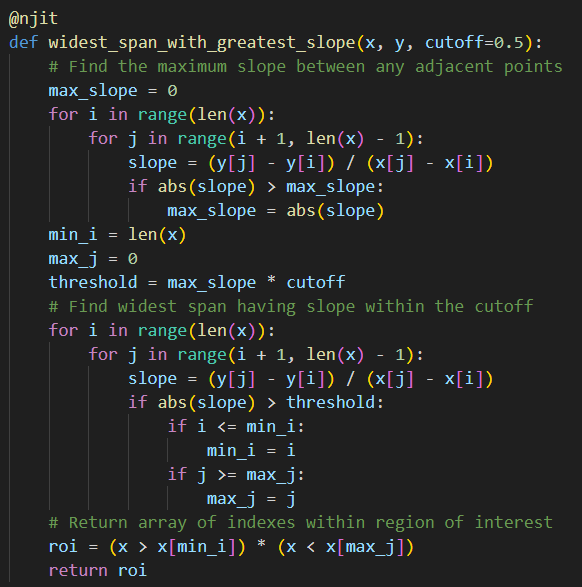 @njit
def widest_span_with_greatest_slope(x, y, cutoff=0.5):
    # Find the maximum slope between any adjacent points
    max_slope = 0
    for i in range(len(x)):
        for j in range(i + 1, len(x) - 1):
            slope = (y[j] - y[i]) / (x[j] - x[i])
            if abs(slope) > max_slope:
                max_slope = abs(slope)
    min_i = len(x)
    max_j = 0
    threshold = max_slope * cutoff
    # Find widest span having slope within the cutoff
    for i in range(len(x)):
        for j in range(i + 1, len(x) - 1):
            slope = (y[j] - y[i]) / (x[j] - x[i])
            if abs(slope) > threshold:
                if i <= min_i:
                    min_i = i
                if j >= max_j:
                    max_j = j
    # Return array of indexes within region of interest
    roi = (x > x[min_i]) * (x < x[max_j])
    return roi